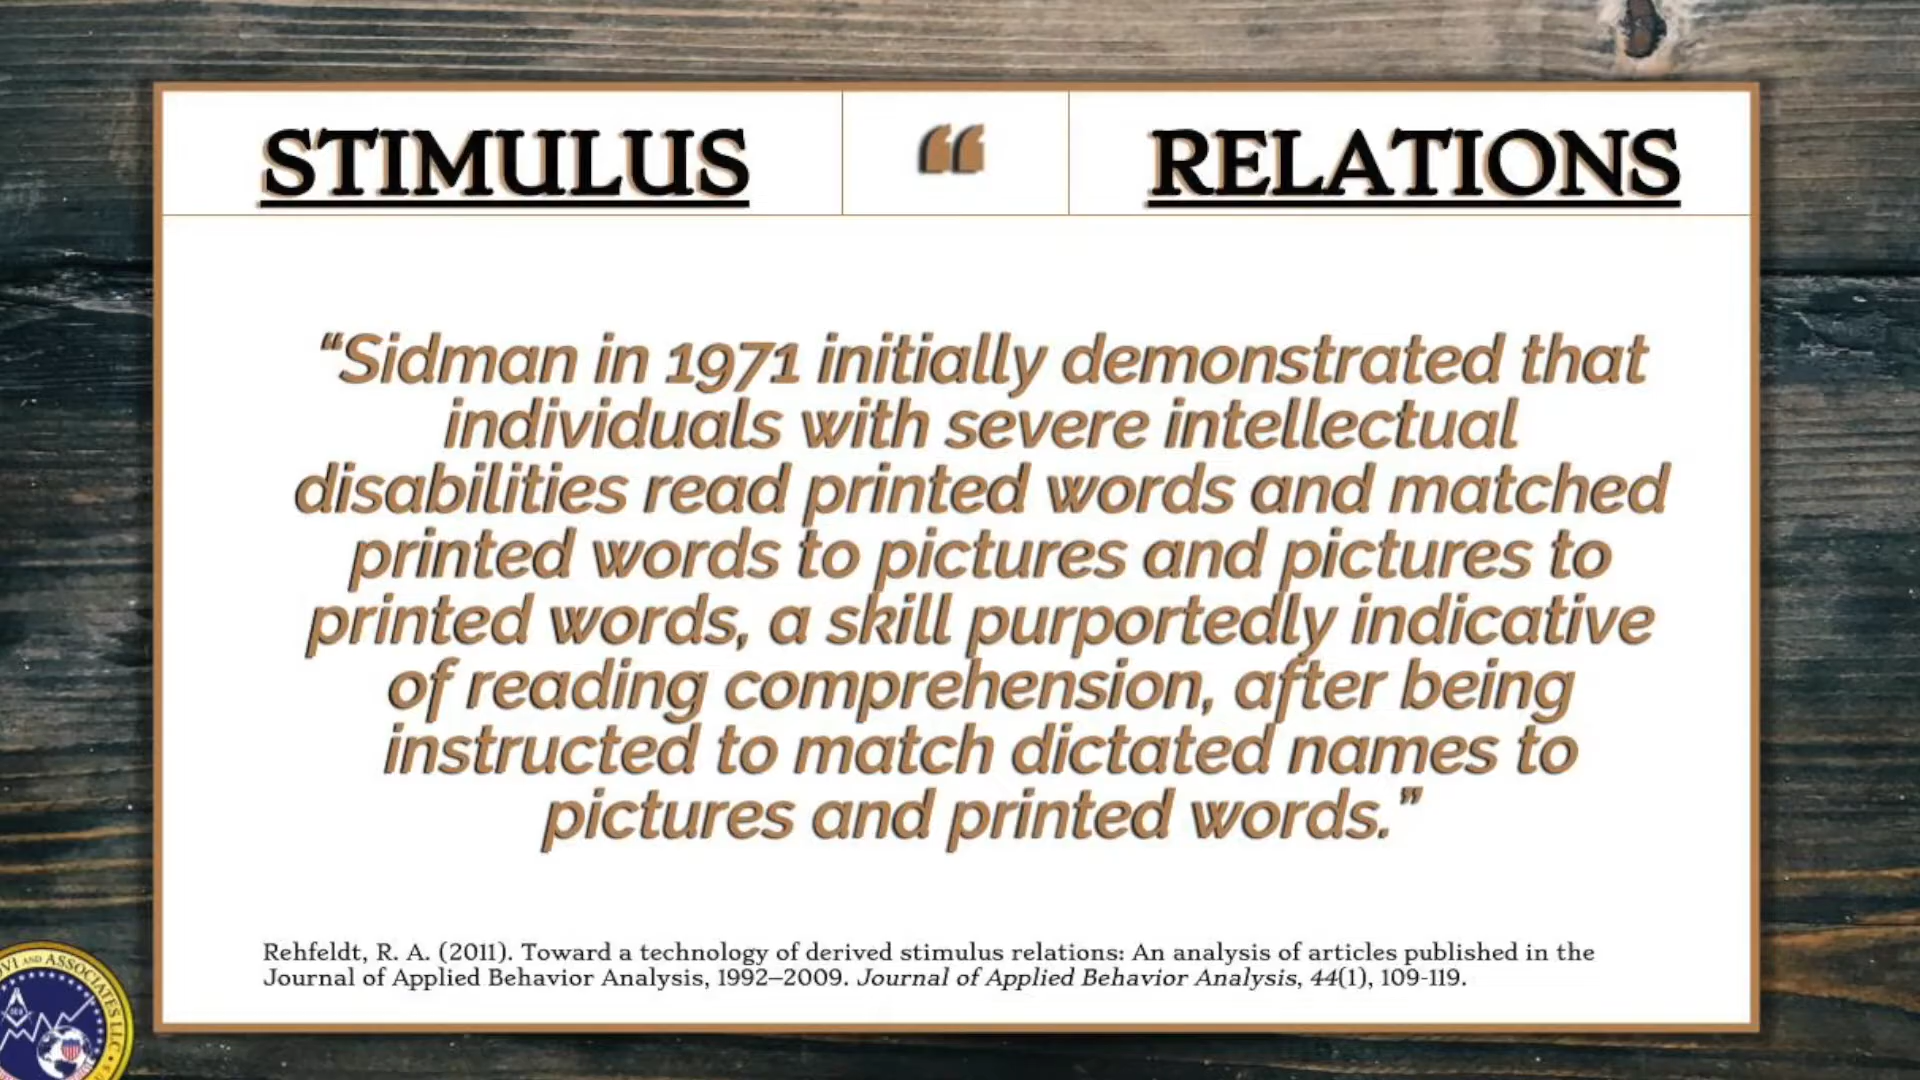 STIMULUS “ RELATIONS
“Sidman in 1971 initially demonstrated that
individuals with severe intellectual
disabilities read printed words and matched
printed words to pictures and pictures to
printed words, a skill purportedly indicative
of reading comprehension, after being
instructed to match dictated names to
pictures and printed words.”
Rehfeldt, R. A. (2011). Toward a technology of derived stimulus relations: An analysis of articles published in the
Journal of Applied Behavior Analysis, 1992–2009. Journal of Applied Behavior Analysis, 44(1), 109-119.
AND ASSOCIATES LLC